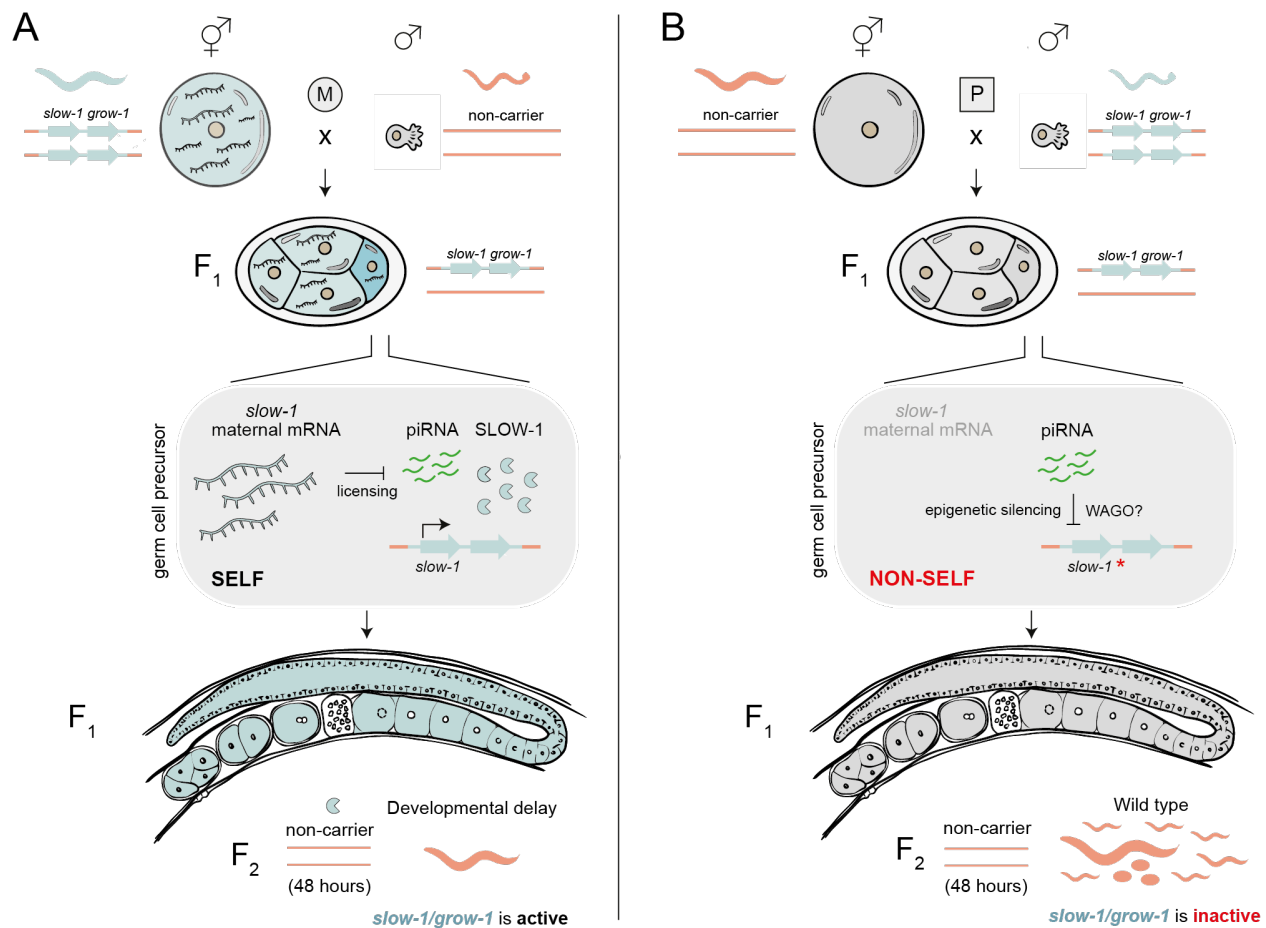 A
⚥
♂
M
x
slow-1 grow-1
non-carrier
F1
slow-1 grow-1
germ cell precursor
slow-1
maternal mRNA
piRNA
SLOW-1
licensing
slow-1
SELF
F1
Developmental delay
non-carrier
F2
(48 hours)
slow-1/grow-1 is active
B
⚥
♂
non-carrier
P
x
slow-1 grow-1
F1
slow-1 grow-1
germ cell precursor
slow-1
maternal mRNA
piRNA
epigenetic silencing
WAGO?
slow-1 *
NON-SELF
F1
Wild type
non-carrier
F2
(48 hours)
slow-1/grow-1 is inactive